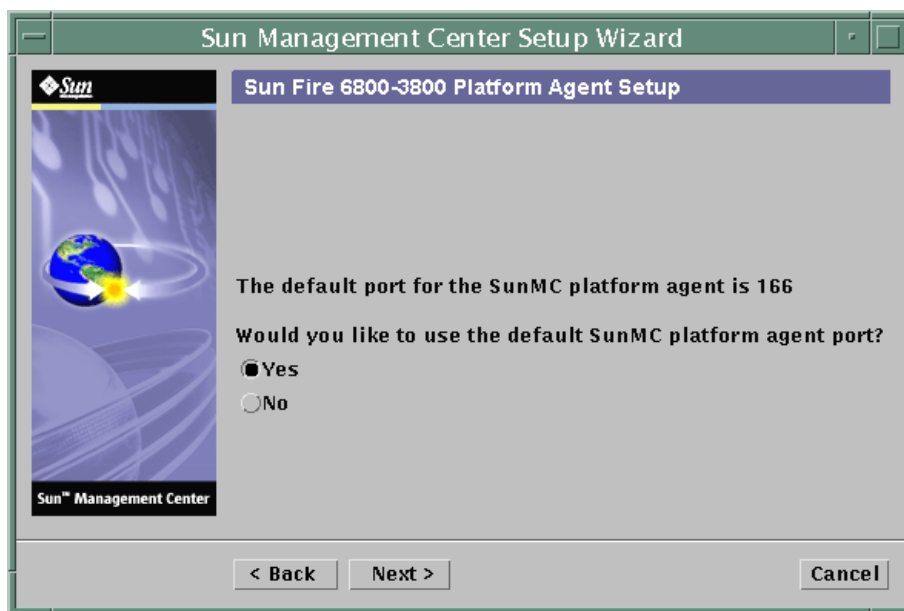 Sun Management Center Setup Wizard
Sun
Sun Fire 6800-3800 Platform Agent Setup
The default port for the SunMC platform agent is 166
Would you like to use the default SunMC platform agent port?
Yes
No
Sun™ Management Center
< Back
Next >
Cancel